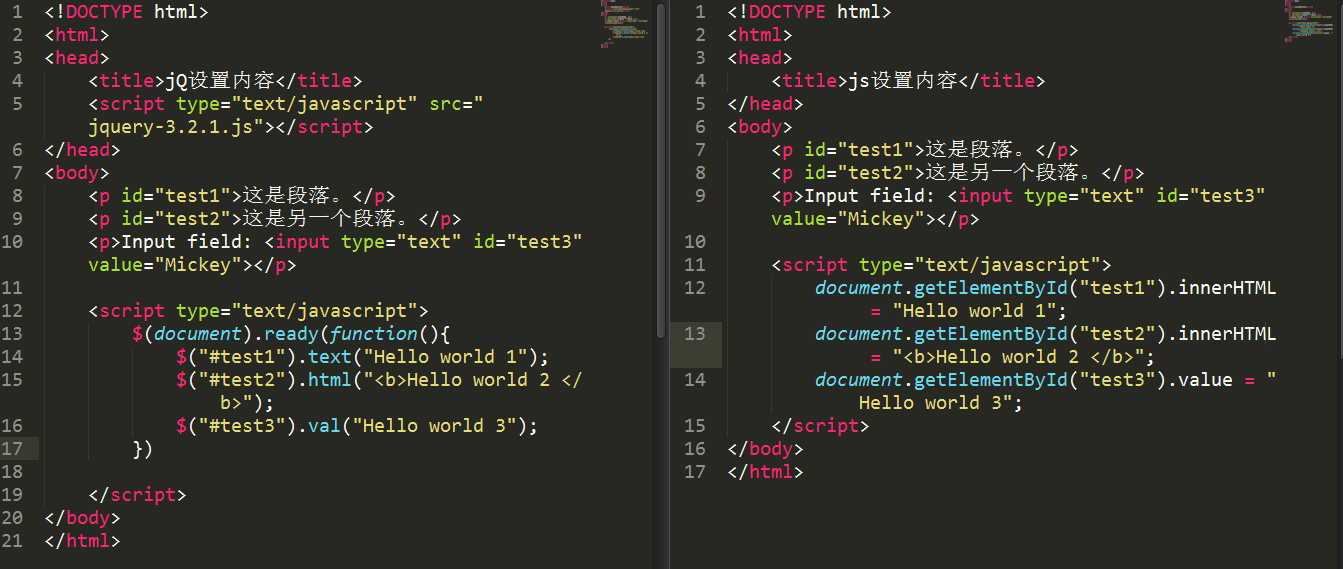 1 <!DOCTYPE html>
2 <html>
3 <head>
4 <title>jQ设置内容</title>
5 <script type="text/javascript" src="
jquery-3.2.1.js"></script>
6 </head>
7 <body>
8 <p id="test1">这是段落。</p>
9 <p id="test2">这是另一个段落。</p>
10 <p>Input field: <input type="text" id="test3"
value="Mickey"></p>
11
12 <script type="text/javascript">
13 $(document).ready(function(){
14 $("#test1").text("Hello world 1");
15 $("#test2").html("<b>Hello world 2 </
b>");
16 $("#test3").val("Hello world 3");
17 })
18
19 </script>
20 </body>
21 </html>
1 <!DOCTYPE html>
2 <html>
3 <head>
4 <title>js设置内容</title>
5 </head>
6 <body>
7 <p id="test1">这是段落。</p>
8 <p id="test2">这是另一个段落。</p>
9 <p>Input field: <input type="text" id="test3"
value="Mickey"></p>
10
11 <script type="text/javascript">
12 document.getElementById("test1").innerHTML
= "Hello world 1";
13 document.getElementById("test2").innerHTML
= "<b>Hello world 2 </b>";
14 document.getElementById("test3").value = "
Hello world 3";
15 </script>
16 </body>
17 </html>